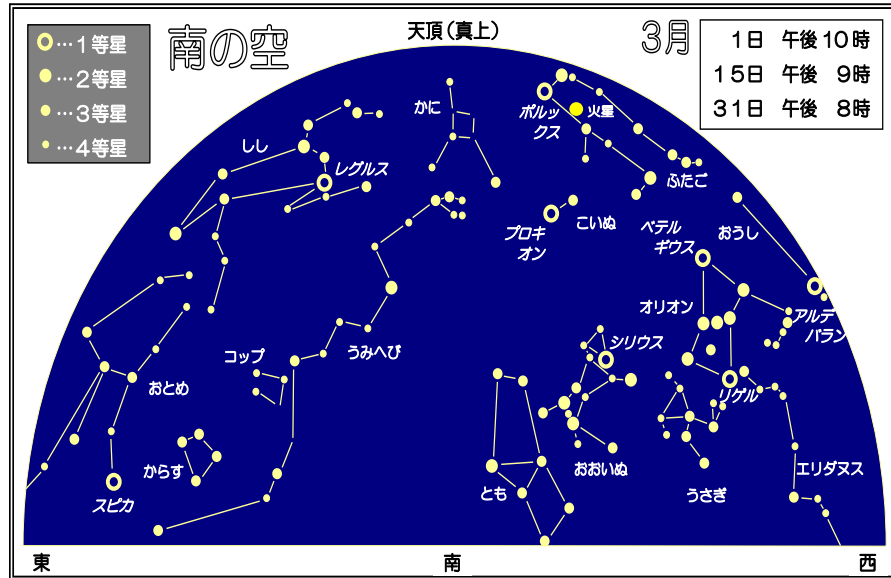 天頂（真上）
南の空
３月
１日　午後10時
15日　午後　9時
31日　午後　8時
…１等星
…２等星
…３等星
…４等星
しし
レグルス
かに
ポルッ
クス
火星
ふたご
こいぬ
プロキ
オン
ベテル
ギウス
おうし
オリオン
アルデ
バラン
シリウス
リゲル
コップ
うみへび
おとめ
からす
スピカ
とも
おおいぬ
うさぎ
エリダヌス
東
南
西